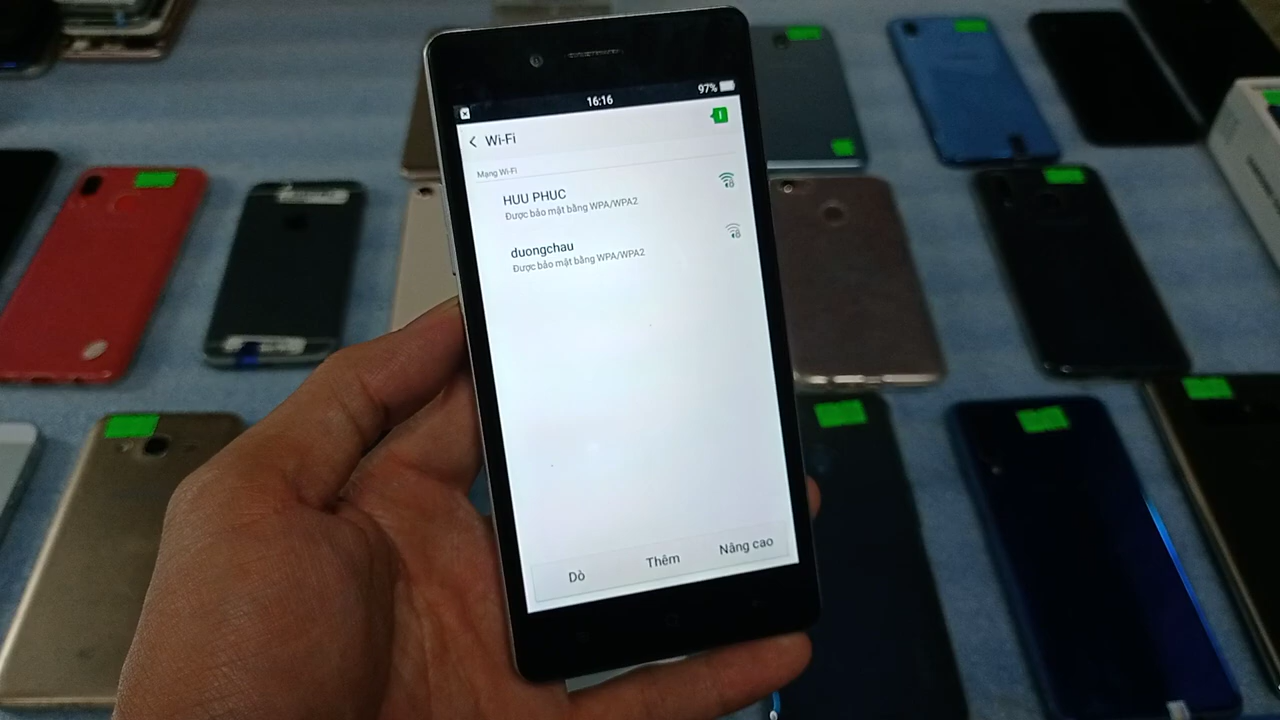 16:16
97%
Wi-Fi
Mạng Wi-Fi
HUU PHUC
Được bảo mật bằng WPA/WPA2
duongchau
Được bảo mật bằng WPA/WPA2
Dò
Thêm
Nâng cao